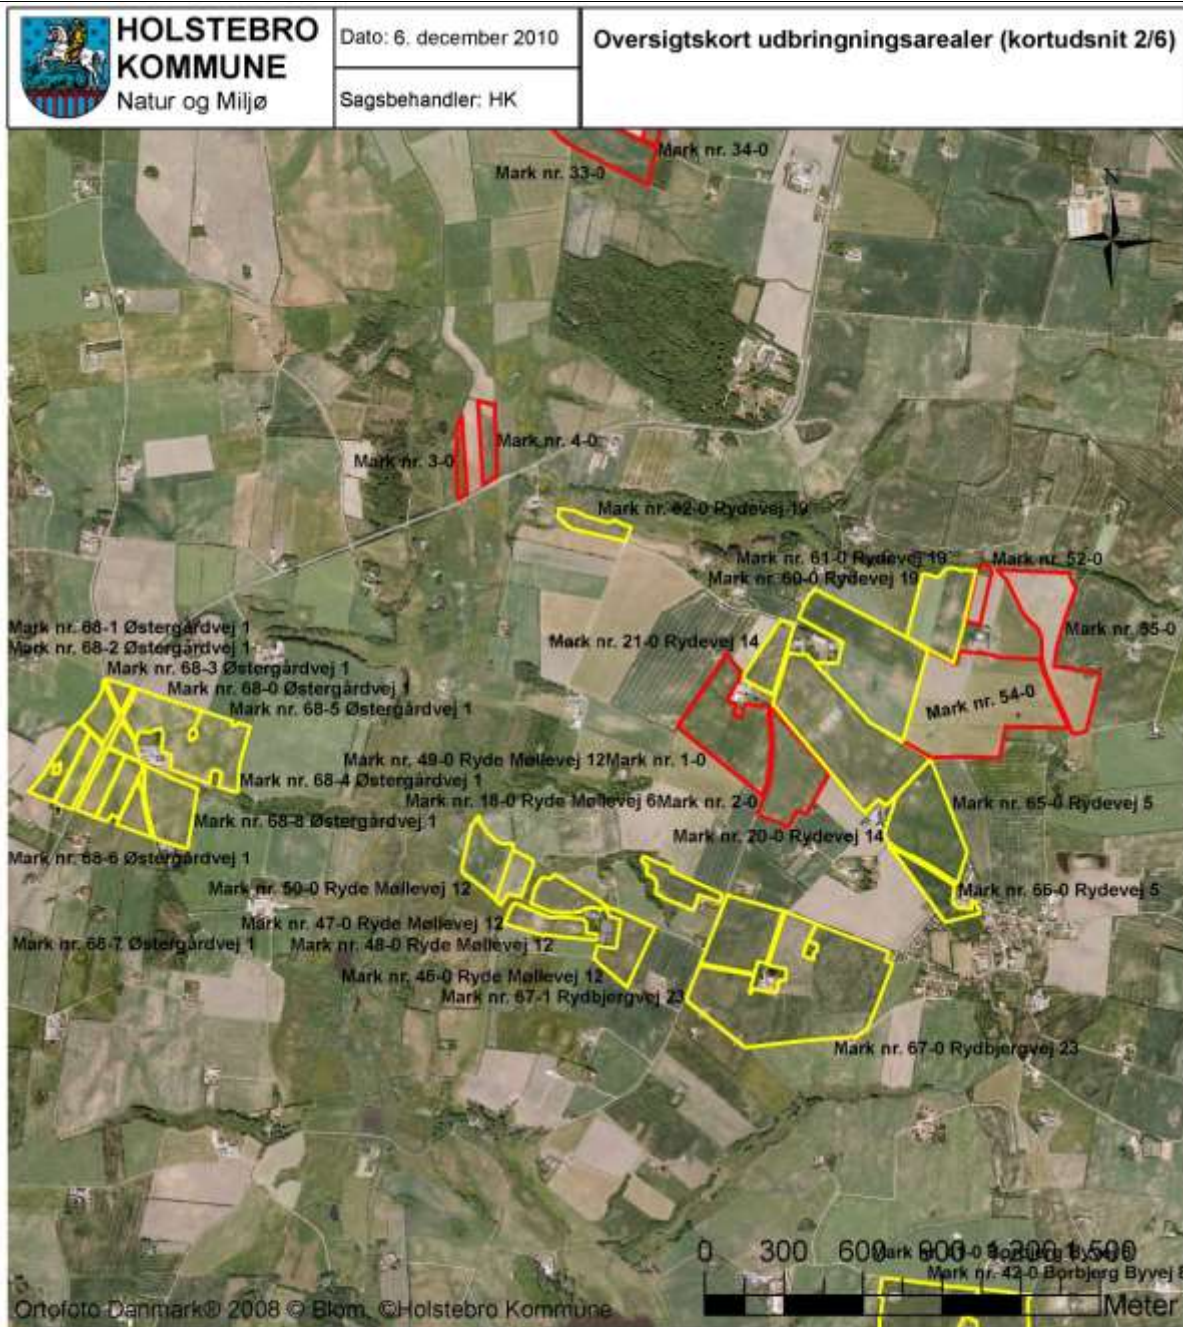 HOLSTEBRO
KOMMUNE
Natur og Miljø
Dato: 6. december 2010
Sagsbehandler: HK
Oversigtskort udbringningsarealer (kortudsnit 2/6)
Mark nr. 34-0
Mark nr. 33-0
N
Mark nr. 4-0
Mark nr. 3-0
Mark nr. 62-0 Rydevej 19
Mark nr. 61-0 Rydevej 19
Mark nr. 52-0
Mark nr. 60-0 Rydevej 19
Mark nr. 68-1 Østergårdvej 1
Mark nr. 21-0 Rydevej 14
Mark nr. 55-0
Mark nr. 68-2 Østergårdvej 1
Mark nr. 68-3 Østergårdvej 1
Mark nr. 68-0 Østergårdvej 1
Mark nr. 54-0
Mark nr. 68-5 Østergårdvej 1
Mark nr. 49-0 Ryde Møllevej 12
Mark nr. 1-0
Mark nr. 68-4 Østergårdvej 1
Mark nr. 18-0 Ryde Møllevej 6
Mark nr. 2-0
Mark nr. 65-0 Rydevej 5
Mark nr. 68-8 Østergårdvej 1
Mark nr. 20-0 Rydevej 14
Mark nr. 68-6 Østergårdvej 1
Mark nr. 50-0 Ryde Møllevej 12
Mark nr. 66-0 Rydevej 5
Mark nr. 47-0 Ryde Møllevej 12
Mark nr. 68-7 Østergårdvej 1
Mark nr. 48-0 Ryde Møllevej 12
Mark nr. 46-0 Ryde Møllevej 12
Mark nr. 67-1 Rydbjergvej 23
Mark nr. 67-0 Rydbjergvej 23
0 300 600 900 1.200 1.500
Mark nr. 42-0 Borbjerg Byvej 8
Meter
Ortofoto Danmark® 2008 © Blom, ©Holstebro Kommune